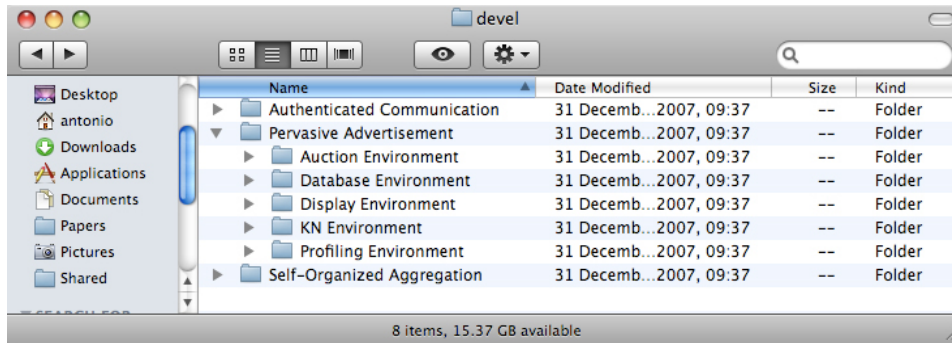 devel
Desktop
antonio
Downloads
Applications
Documents
Papers
Pictures
Shared
Name Date Modified Size Kind
Authenticated Communication 31 Decemb...2007, 09:37 -- Folder
Pervasive Advertisement 31 Decemb...2007, 09:37 -- Folder
Auction Environment 31 Decemb...2007, 09:37 -- Folder
Database Environment 31 Decemb...2007, 09:37 -- Folder
Display Environment 31 Decemb...2007, 09:37 -- Folder
KN Environment 31 Decemb...2007, 09:37 -- Folder
Profiling Environment 31 Decemb...2007, 09:37 -- Folder
Self-Organized Aggregation 31 Decemb...2007, 09:37 -- Folder
8 items, 15.37 GB available